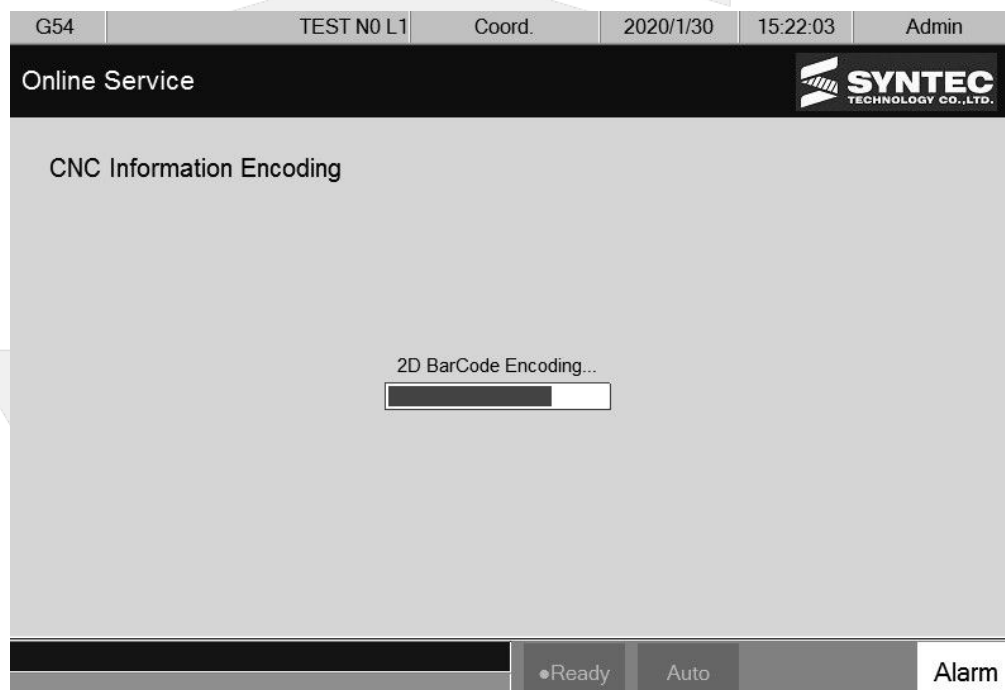 G54 TEST N0 L1 Coord. 2020/1/30 15:22:03 Admin
Online Service
SYNTEC
TECHNOLOGY CO.,LTD.
CNC Information Encoding
2D BarCode Encoding...
●Ready Auto Alarm